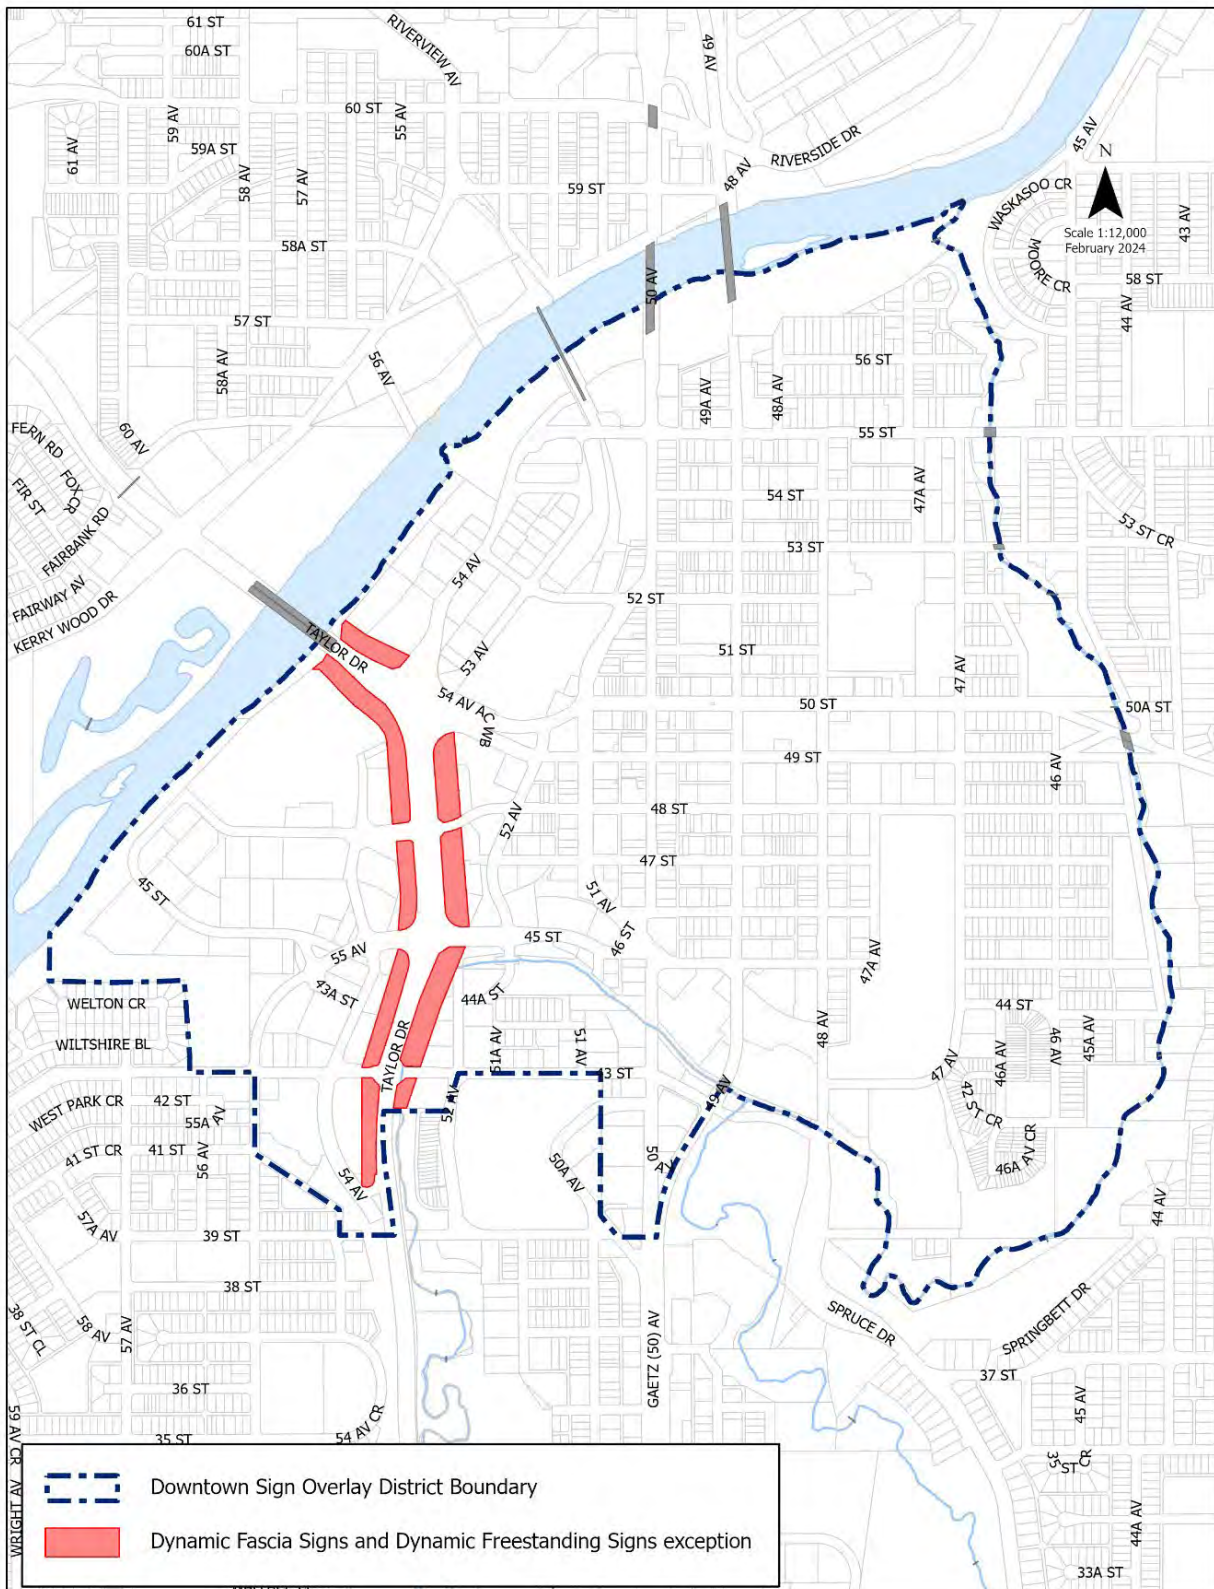 61 ST
60A ST
RIVERVIEW AV
49 AV
60 ST
59 AV
55 AV
59A ST
61 AV
58 AV
57 AV
59 ST
48 AV
RIVERSIDE DR
45 AV
N
WASKASOO CR
Scale 1:12,000
February 2024
43 AV
58A ST
MOORE CR
58 ST
50 AV
44 AV
57 ST
56 AV
58A AV
56 ST
49A AV
48A AV
55 ST
60 AV
FERN RD
FOX CR
FIR ST
54 ST
47A AV
53 ST CR
FAIRBANK RD
53 ST
FAIRWAY AV
54 AV
KERRY WOOD DR
52 ST
TAYLOR DR
53 AV
51 ST
47 AV
54 AV AC WB
50 ST
50A ST
49 ST
46 AV
52 AV
48 ST
47 ST
45 ST
51 AV
46 ST
55 AV
45 ST
47A AV
43A ST
44A ST
WELTON CR
44 ST
WILTSHIRE BL
TAYLOR DR
51A AV
51 AV
48 AV
46 AV
45A AV
47 AV
46A AV
43 ST
49 AV
42 ST CR
WEST PARK CR
42 ST
52 AV
55A AV
41 ST CR
41 ST
56 AV
46A AV CR
50A AV
50 AV
54 AV
57A AV
39 ST
44 AV
38 ST
38 ST CL
58 AV
57 AV
SPRUCE DR
SPRINGBETT DR
GAETZ (50) AV
37 ST
36 ST
45 AV
54 AV CR
35 ST
59 AV CR
35 ST CR
WRIGHT AV
44A AV
33A ST
Downtown Sign Overlay District Boundary
Dynamic Fascia Signs and Dynamic Freestanding Signs exception